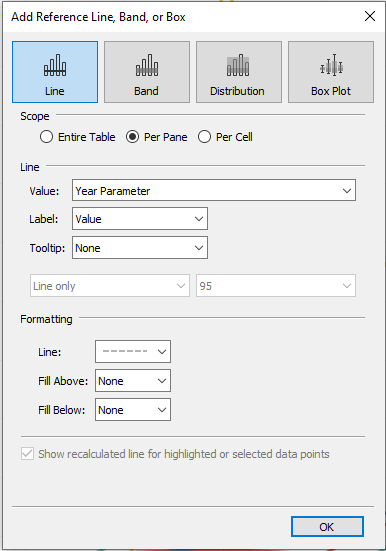 Add Reference Line, Band, or Box
Line Band Distribution Box Plot
Scope
Entire Table Per Pane Per Cell
Line
Value: Year Parameter
Label: Value
Tooltip: None
Line only 95
Formatting
Line:
Fill Above: None
Fill Below: None
Show recalculated line for highlighted or selected data points
OK